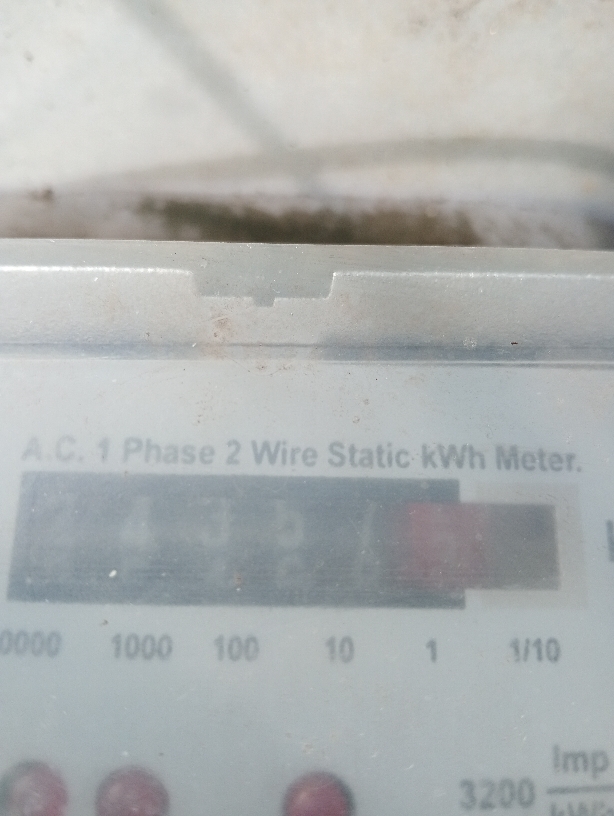 A.C. 1 Phase 2 Wire Static kWh Meter.
0000 1000 100 10 1 1/10
Imp
3200